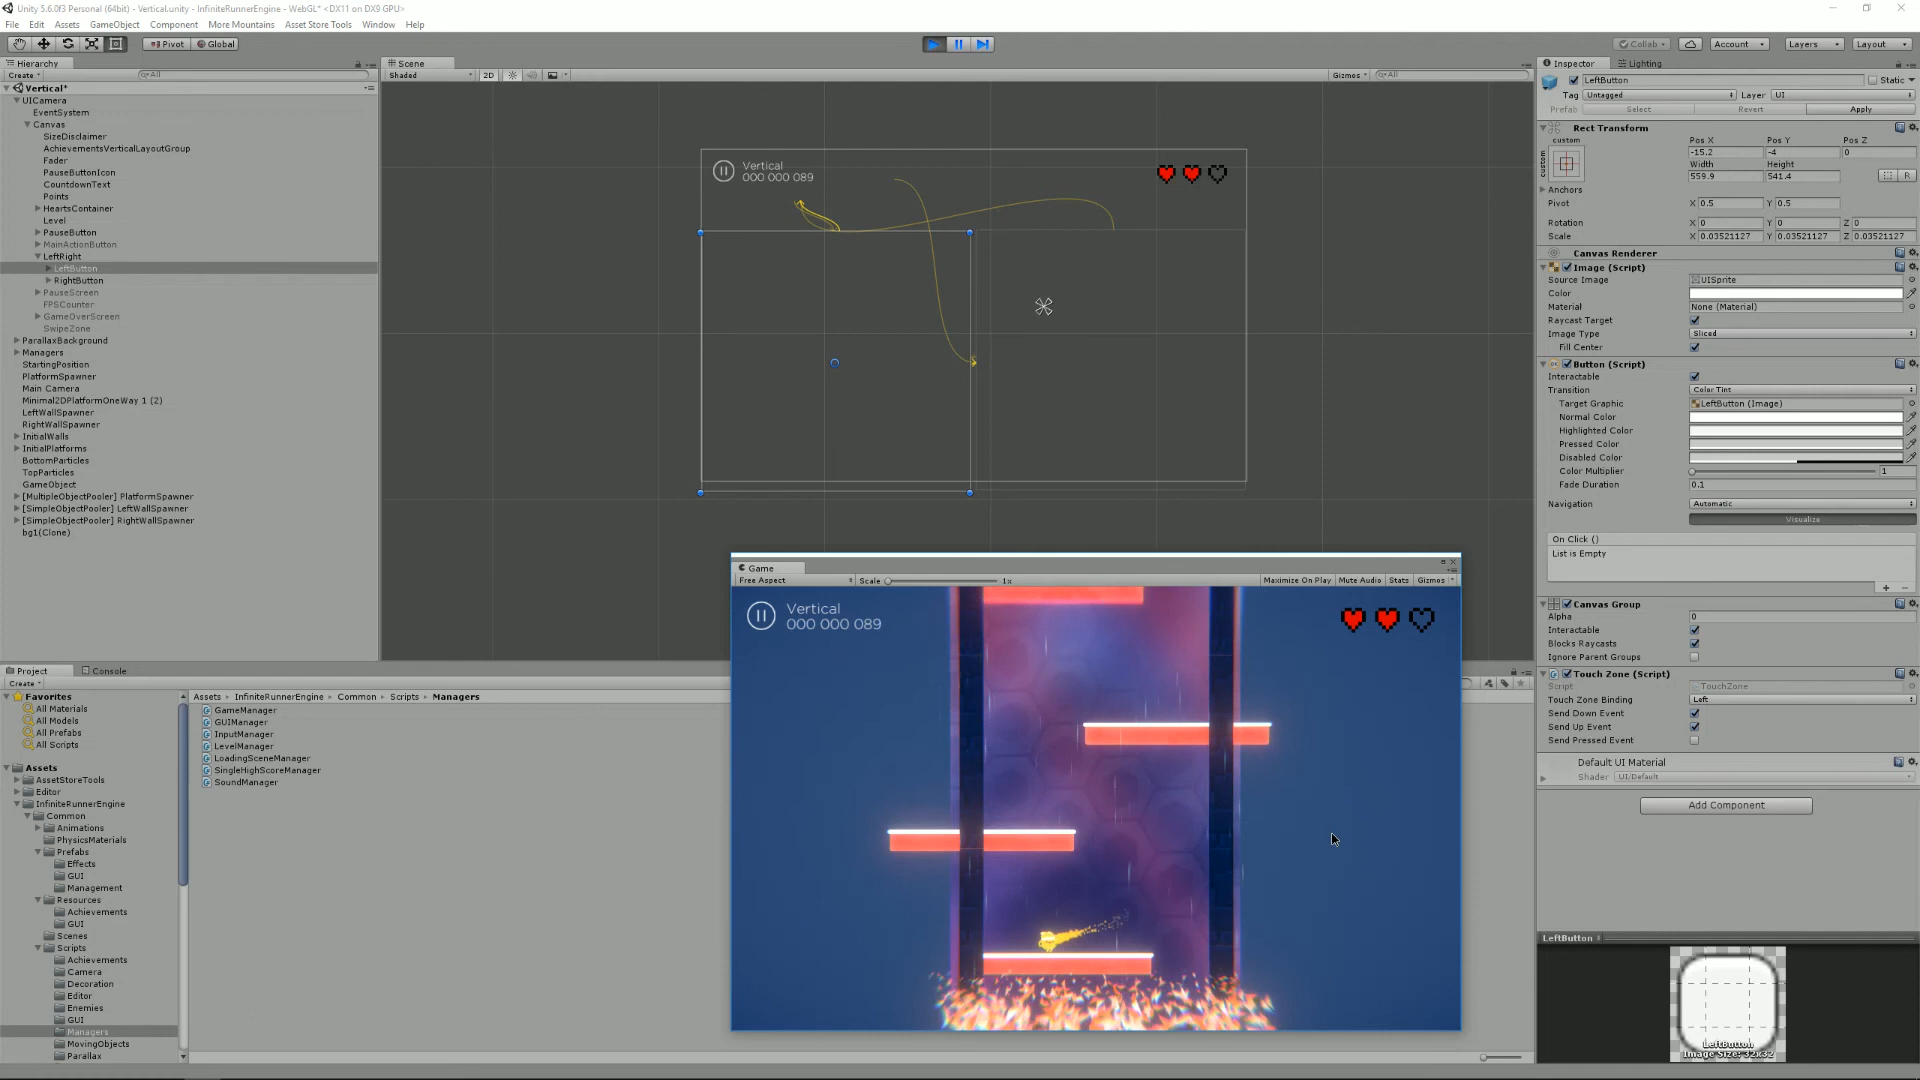 Unity 5.6.0f3 Personal (64bit) - Vertical.unity - InfiniteRunnerEngine - WebGL* <DX11 on DX9 GPU>
File Edit Assets GameObject Component More Mountains Asset Store Tools Window Help
Pivot Global
Collab Account Layers Layout
Hierarchy
Create All
Vertical*
UICamera
EventSystem
Canvas
SizeDisclaimer
AchievementsVerticalLayoutGroup
Fader
PauseButtonIcon
CountdownText
Points
HeartsContainer
Level
PauseButton
MainActionButton
LeftRight
LeftButton
RightButton
PauseScreen
FPSCounter
GameOverScreen
SwipeZone
ParallaxBackground
Managers
StartingPosition
PlatformSpawner
Main Camera
Minimal2DPlatformOneWay 1 (2)
LeftWallSpawner
RightWallSpawner
InitialWalls
InitialPlatforms
BottomParticles
TopParticles
GameObject
[MultipleObjectPooler] PlatformSpawner
[SimpleObjectPooler] LeftWallSpawner
[SimpleObjectPooler] RightWallSpawner
bg1(Clone)
Scene
Shaded 2D Gizmos All
Vertical
000 000 089
Game
Free Aspect Scale 1x Maximize On Play Mute Audio Stats Gizmos
Vertical
000 000 089
Project Console
Create
Favorites
All Materials
All Models
All Prefabs
All Scripts
Assets
AssetStoreTools
Editor
InfiniteRunnerEngine
Common
Animations
PhysicsMaterials
Prefabs
Effects
GUI
Management
Resources
Achievements
GUI
Scenes
Scripts
Achievements
Camera
Decoration
Editor
Enemies
GUI
Managers
MovingObjects
Parallax
Assets InfiniteRunnerEngine Common Scripts Managers
GameManager
GUIManager
InputManager
LevelManager
LoadingSceneManager
SingleHighScoreManager
SoundManager
Inspector Lighting
LeftButton Static
Tag Untagged Layer UI
Prefab Select Revert Apply
Rect Transform
custom Pos X Pos Y Pos Z
custom -15.2 -4 0
Width Height
559.9 541.4 R
Anchors
Pivot X 0.5 Y 0.5
Rotation X 0 Y 0 Z 0
Scale X 0.03521127 Y 0.03521127 Z 0.03521127
Canvas Renderer
Image (Script)
Source Image UISprite
Color
Material None (Material)
Raycast Target
Image Type Sliced
Fill Center
Button (Script)
Interactable
Transition Color Tint
Target Graphic LeftButton (Image)
Normal Color
Highlighted Color
Pressed Color
Disabled Color
Color Multiplier 1
Fade Duration 0.1
Navigation Automatic
Visualize
On Click ()
List is Empty
Canvas Group
Alpha 0
Interactable
Blocks Raycasts
Ignore Parent Groups
Touch Zone (Script)
Script TouchZone
Touch Zone Binding Left
Send Down Event
Send Up Event
Send Pressed Event
Default UI Material
Shader UI/Default
Add Component
LeftButton
LeftButton
Image Size: 32x32